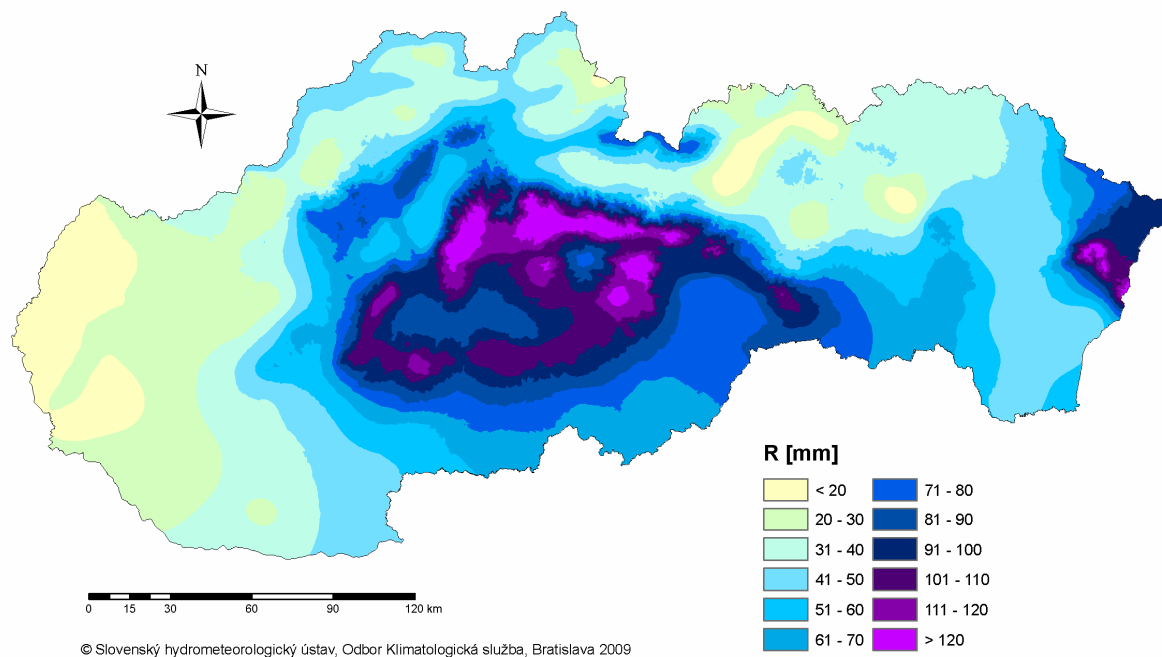 N
R [mm]
< 20
20 - 30
31 - 40
41 - 50
51 - 60
61 - 70
71 - 80
81 - 90
91 - 100
101 - 110
111 - 120
> 120
0 15 30 60 90 120 km
© Slovenský hydrometeorologický ústav, Odbor Klimatologická služba, Bratislava 2009